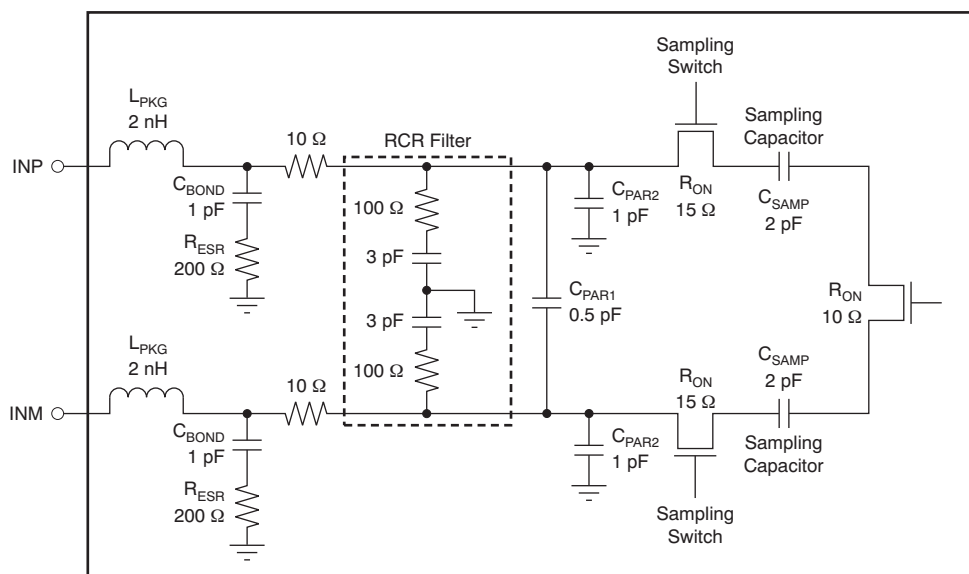 Sampling
Switch
L_PKG
2 nH
INP
10 Ω
RCR Filter
Sampling
Capacitor
C_BOND
1 pF
R_ESR
200 Ω
100 Ω
3 pF
C_PAR2
1 pF
R_ON
15 Ω
C_SAMP
2 pF
C_PAR1
0.5 pF
R_ON
10 Ω
3 pF
100 Ω
L_PKG
2 nH
INM
10 Ω
C_BOND
1 pF
R_ESR
200 Ω
C_PAR2
1 pF
R_ON
15 Ω
C_SAMP
2 pF
Sampling
Capacitor
Sampling
Switch